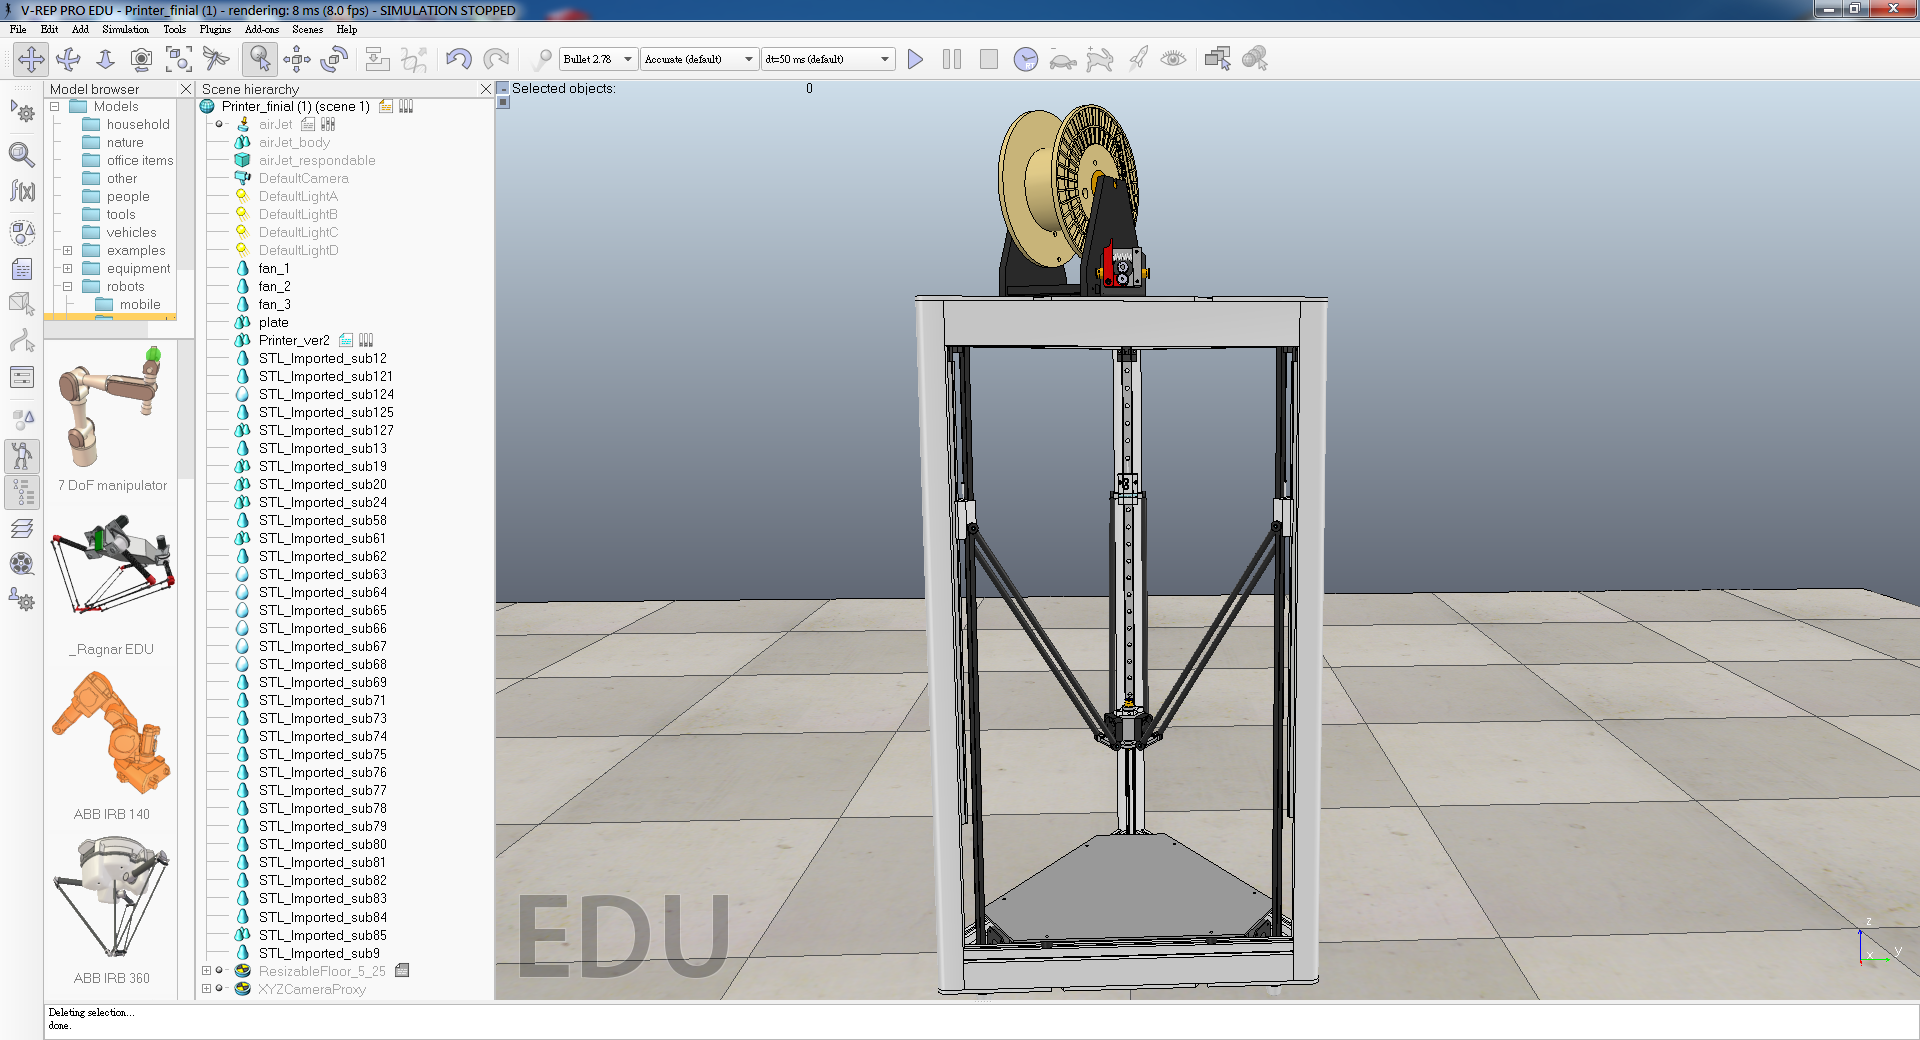 V-REP PRO EDU - Printer_finial (1) - rendering: 8 ms (8.0 fps) - SIMULATION STOPPED
File Edit Add Simulation Tools Plugins Add-ons Scenes Help
Bullet 2.78 Accurate (default) dt=50 ms (default)
Model browser
Models
household
nature
office items
other
people
tools
vehicles
examples
equipment
robots
mobile
7 DoF manipulator
_Ragnar EDU
ABB IRB 140
ABB IRB 360
Scene hierarchy
Printer_finial (1) (scene 1)
airJet
airJet_body
airJet_respondable
DefaultCamera
DefaultLightA
DefaultLightB
DefaultLightC
DefaultLightD
fan_1
fan_2
fan_3
plate
Printer_ver2
STL_Imported_sub12
STL_Imported_sub121
STL_Imported_sub124
STL_Imported_sub125
STL_Imported_sub127
STL_Imported_sub13
STL_Imported_sub19
STL_Imported_sub20
STL_Imported_sub24
STL_Imported_sub58
STL_Imported_sub61
STL_Imported_sub62
STL_Imported_sub63
STL_Imported_sub64
STL_Imported_sub65
STL_Imported_sub66
STL_Imported_sub67
STL_Imported_sub68
STL_Imported_sub69
STL_Imported_sub71
STL_Imported_sub73
STL_Imported_sub74
STL_Imported_sub75
STL_Imported_sub76
STL_Imported_sub77
STL_Imported_sub78
STL_Imported_sub79
STL_Imported_sub80
STL_Imported_sub81
STL_Imported_sub82
STL_Imported_sub83
STL_Imported_sub84
STL_Imported_sub85
STL_Imported_sub9
ResizableFloor_5_25
XYZCameraProxy
Selected objects: 0
EDU
z
x y
Deleting selection...
done.
f(x)
RT